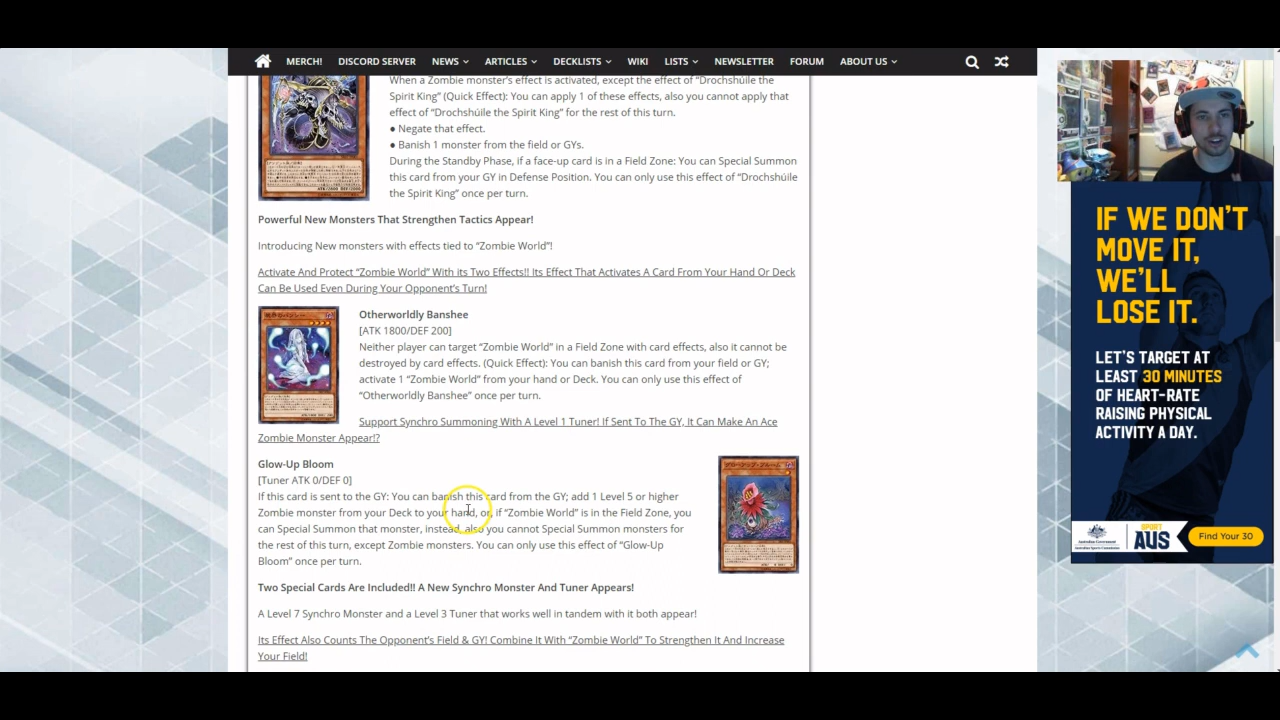 MERCH!
DISCORD SERVER
NEWS
ARTICLES
DECKLISTS
WIKI
LISTS
NEWSLETTER
FORUM
ABOUT US
When a Zombie monster's effect is activated, except the effect of "Drochshúile the
Spirit King" (Quick Effect): You can apply 1 of these effects, also you cannot apply that
effect of "Drochshúile the Spirit King" for the rest of this turn.
● Negate that effect.
● Banish 1 monster from the field or GYs.
During the Standby Phase, if a face-up card is in a Field Zone: You can Special Summon
this card from your GY in Defense Position. You can only use this effect of "Drochshúile
the Spirit King" once per turn.
Powerful New Monsters That Strengthen Tactics Appear!
Introducing New monsters with effects tied to "Zombie World"!
Activate And Protect "Zombie World" With its Two Effects!! Its Effect That Activates A Card From Your Hand Or Deck
Can Be Used Even During Your Opponent's Turn!
Otherworldly Banshee
[ATK 1800/DEF 200]
Neither player can target "Zombie World" in a Field Zone with card effects, also it cannot be
destroyed by card effects. (Quick Effect): You can banish this card from your field or GY;
activate 1 "Zombie World" from your hand or Deck. You can only use this effect of
"Otherworldly Banshee" once per turn.
Support Synchro Summoning With A Level 1 Tuner! If Sent To The GY, It Can Make An Ace
Zombie Monster Appear!?
Glow-Up Bloom
[Tuner ATK 0/DEF 0]
If this card is sent to the GY: You can banish this card from the GY; add 1 Level 5 or higher
Zombie monster from your Deck to your hand, or, if "Zombie World" is in the Field Zone, you
can Special Summon that monster, instead, also you cannot Special Summon monsters for
the rest of this turn, except Zombie monsters. You can only use this effect of "Glow-Up
Bloom" once per turn.
グローアップ・ブルーム
Two Special Cards Are Included!! A New Synchro Monster And Tuner Appears!
A Level 7 Synchro Monster and a Level 3 Tuner that works well in tandem with it both appear!
Its Effect Also Counts The Opponent's Field & GY! Combine It With "Zombie World" To Strengthen It And Increase
Your Field!
IF WE DON'T
MOVE IT,
WE'LL
LOSE IT.
LET'S TARGET AT
LEAST 30 MINUTES
OF HEART-RATE
RAISING PHYSICAL
ACTIVITY A DAY.
Australian Government
SPORT
AUS
Find Your 30